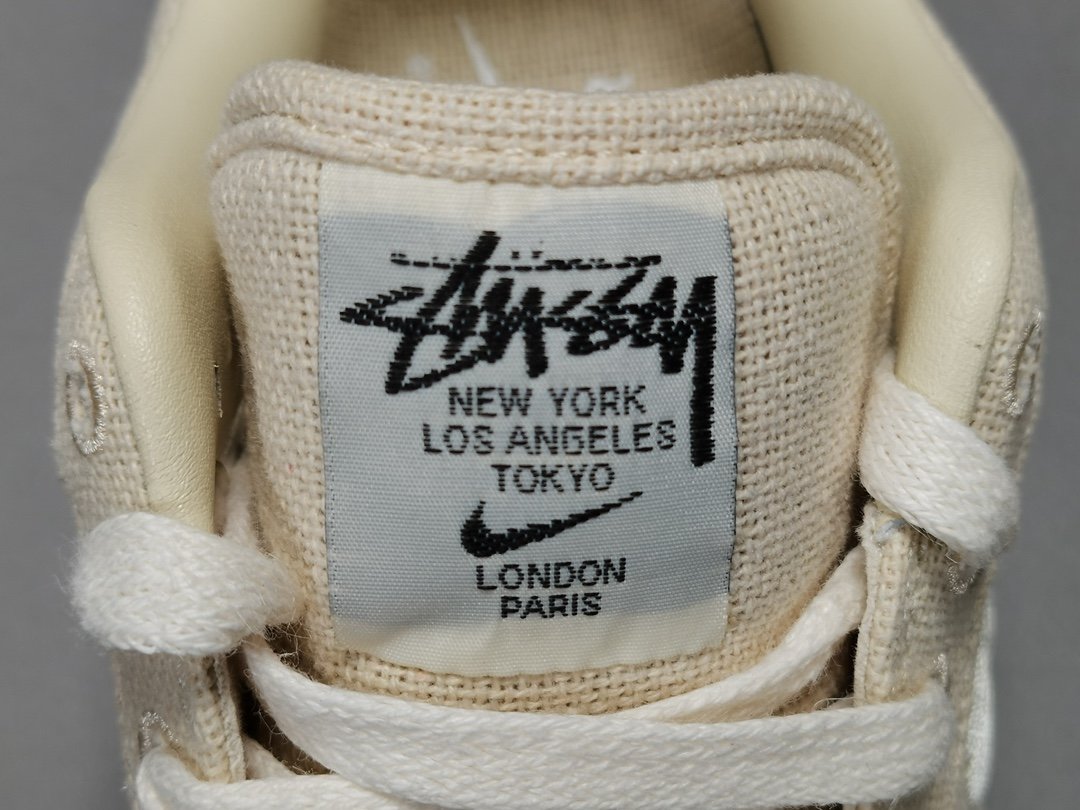 Stüssy
NEW YORK
LOS ANGELES
TOKYO
LONDON
PARIS